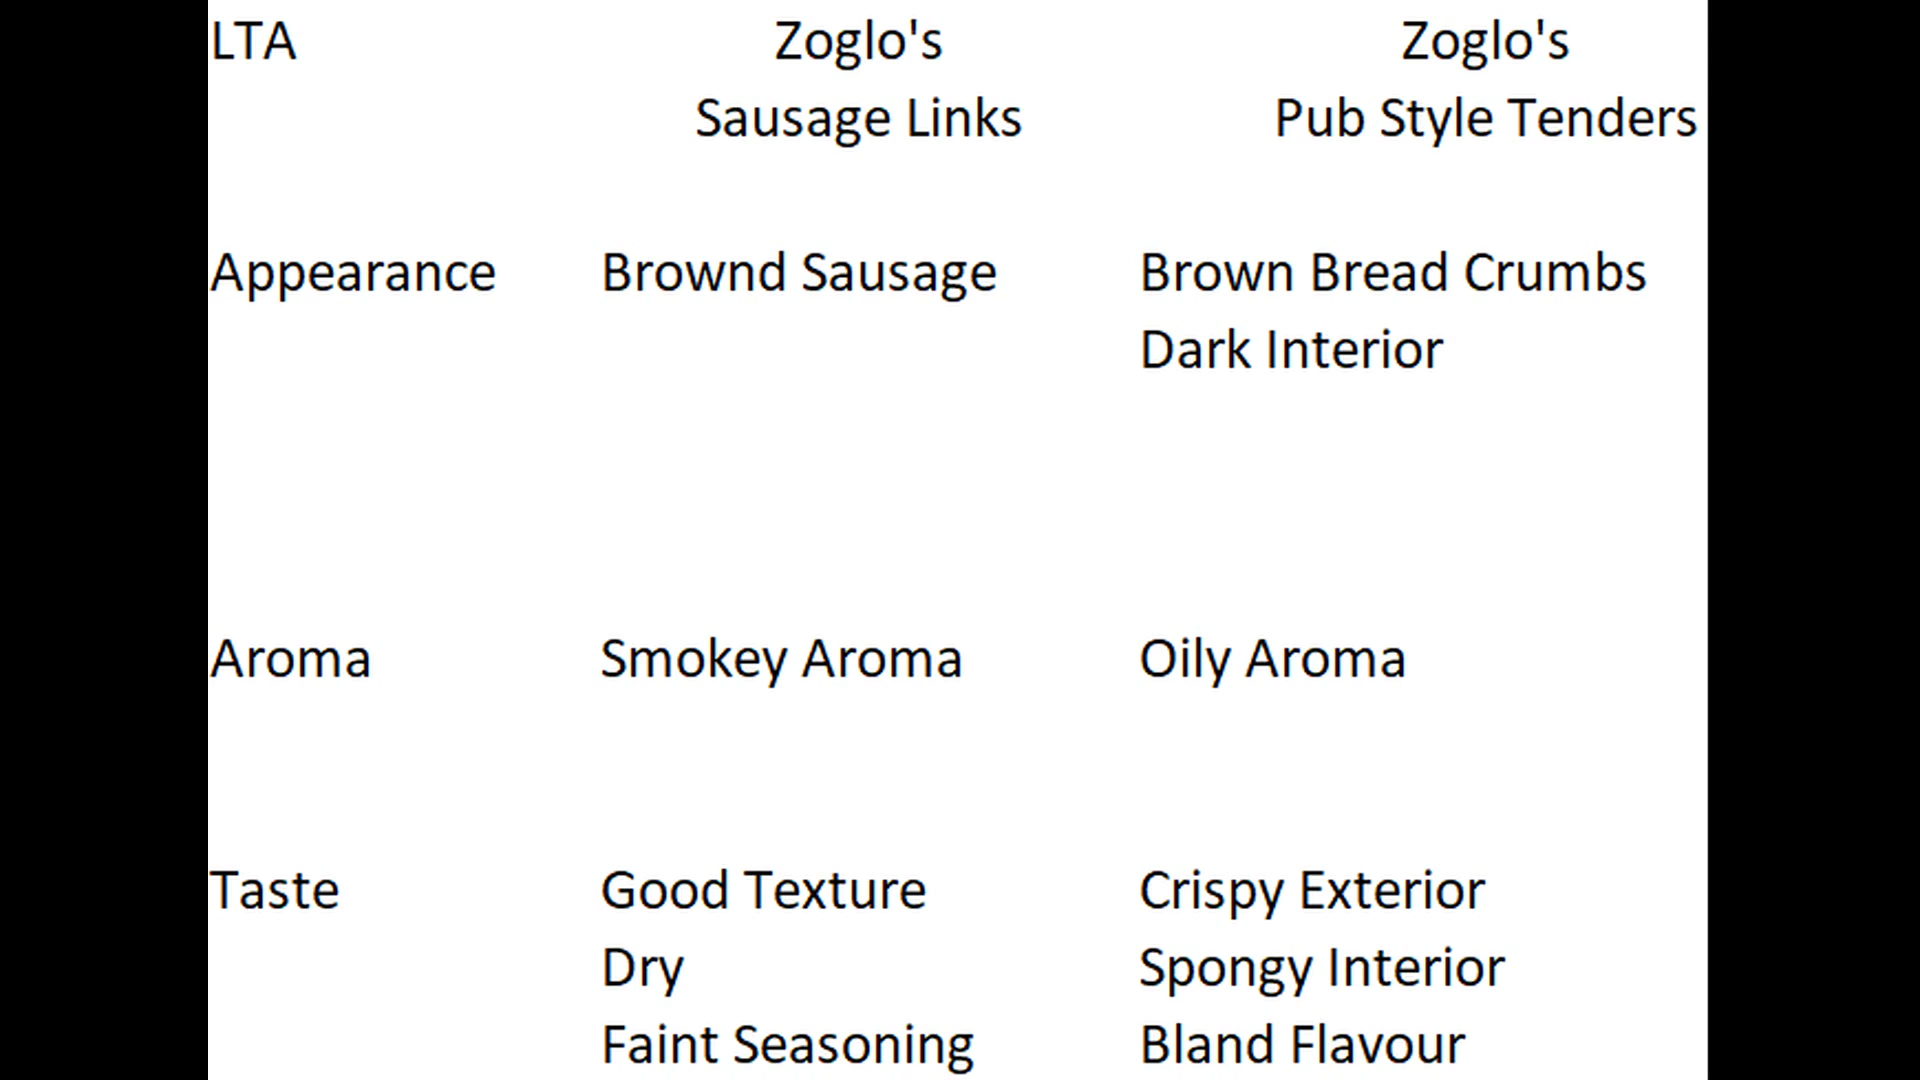 LTA Zoglo's Zoglo's
Sausage Links Pub Style Tenders
Appearance Brownd Sausage Brown Bread Crumbs
Dark Interior
Aroma Smokey Aroma Oily Aroma
Taste Good Texture Crispy Exterior
Dry Spongy Interior
Faint Seasoning Bland Flavour